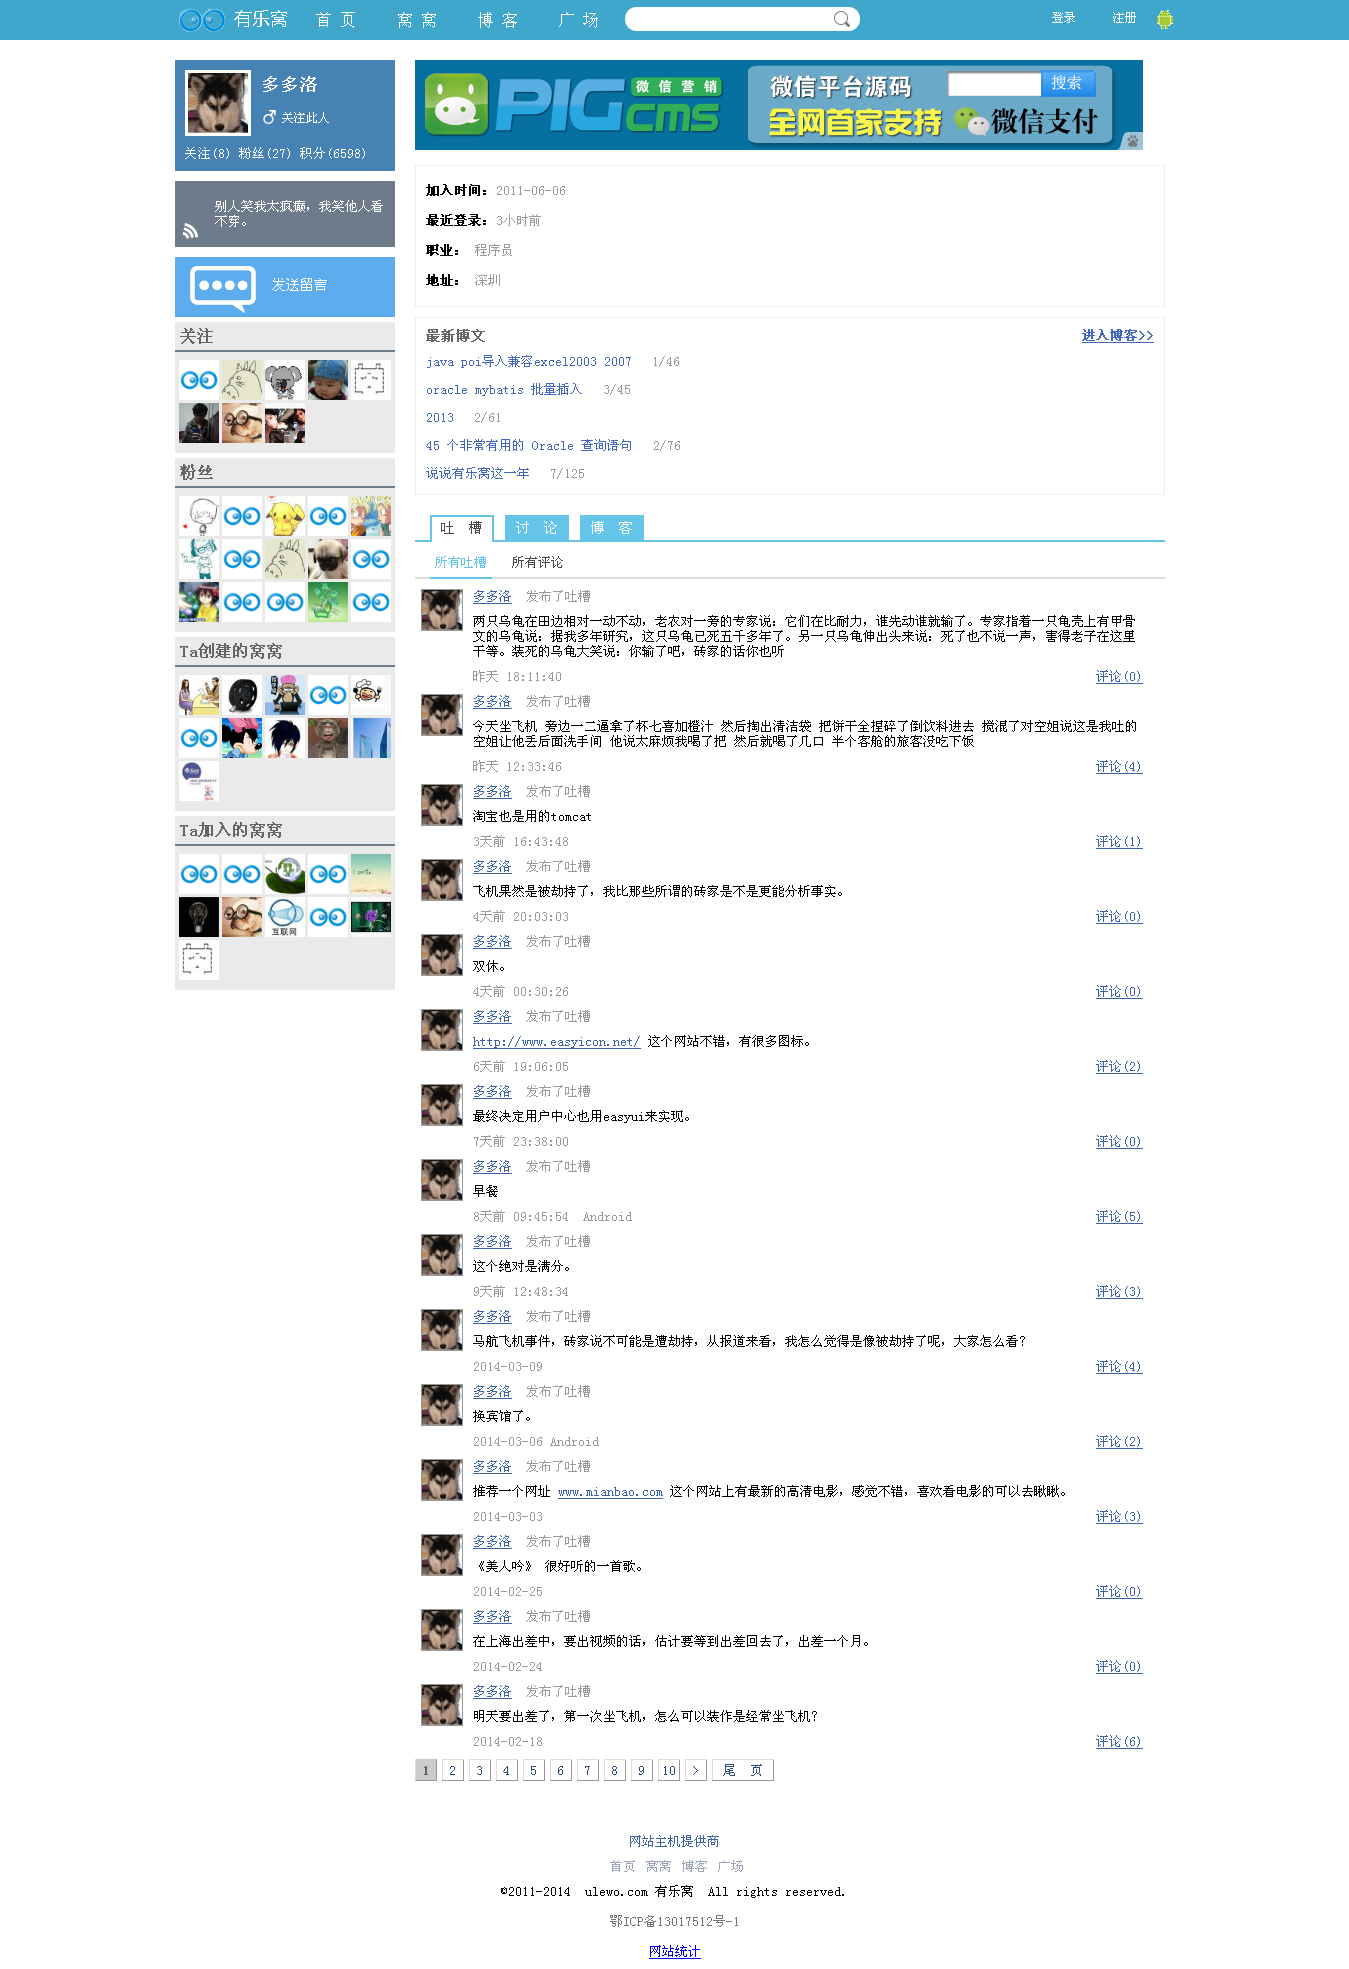 有乐窝 首 页 窝 窝 博 客 广 场 登录 注册
多多洛
关注此人
关注(8) 粉丝(27) 积分(6598)
别人笑我太疯癫，我笑他人看
不穿。
发送留言
关注
粉丝
Ta创建的窝窝
Ta加入的窝窝
互联网
PIGcms 微信营销
微信平台源码 搜索
全网首家支持 微信支付
加入时间：2011-06-06
最近登录：3小时前
职业： 程序员
地址： 深圳
最新博文 进入博客>>
java poi导入兼容excel2003 2007 1/46
oracle mybatis 批量插入 3/45
2013 2/61
45 个非常有用的 Oracle 查询语句 2/76
说说有乐窝这一年 7/125
吐 槽 讨 论 博 客
所有吐槽 所有评论
多多洛 发布了吐槽
两只乌龟在田边相对一动不动，老农对一旁的专家说：它们在比耐力，谁先动谁就输了。专家指着一只龟壳上有甲骨
文的乌龟说：据我多年研究，这只乌龟已死五千多年了。另一只乌龟伸出头来说：死了也不说一声，害得老子在这里
干等。装死的乌龟大笑说：你输了吧，砖家的话你也听
昨天 18:11:40 评论(0)
多多洛 发布了吐槽
今天坐飞机 旁边一二逼拿了杯七喜加橙汁 然后掏出清洁袋 把饼干全捏碎了倒饮料进去 搅混了对空姐说这是我吐的
空姐让他丢后面洗手间 他说太麻烦我喝了把 然后就喝了几口 半个客舱的旅客没吃下饭
昨天 12:33:46 评论(4)
多多洛 发布了吐槽
淘宝也是用的tomcat
3天前 16:43:48 评论(1)
多多洛 发布了吐槽
飞机果然是被劫持了，我比那些所谓的砖家是不是更能分析事实。
4天前 20:03:03 评论(0)
多多洛 发布了吐槽
双休。
4天前 00:30:26 评论(0)
多多洛 发布了吐槽
http://www.easyicon.net/ 这个网站不错，有很多图标。
6天前 19:06:05 评论(2)
多多洛 发布了吐槽
最终决定用户中心也用easyui来实现。
7天前 23:38:00 评论(0)
多多洛 发布了吐槽
早餐
8天前 09:45:54 Android 评论(5)
多多洛 发布了吐槽
这个绝对是满分。
9天前 12:48:34 评论(3)
多多洛 发布了吐槽
马航飞机事件，砖家说不可能是遭劫持，从报道来看，我怎么觉得是像被劫持了呢，大家怎么看？
2014-03-09 评论(4)
多多洛 发布了吐槽
换宾馆了。
2014-03-06 Android 评论(2)
多多洛 发布了吐槽
推荐一个网址 www.mianbao.com 这个网站上有最新的高清电影，感觉不错，喜欢看电影的可以去瞅瞅。
2014-03-03 评论(3)
多多洛 发布了吐槽
《美人吟》 很好听的一首歌。
2014-02-25 评论(0)
多多洛 发布了吐槽
在上海出差中，要出视频的话，估计要等到出差回去了，出差一个月。
2014-02-24 评论(0)
多多洛 发布了吐槽
明天要出差了，第一次坐飞机，怎么可以装作是经常坐飞机？
2014-02-18 评论(6)
1 2 3 4 5 6 7 8 9 10 > 尾 页
网站主机提供商
首页 窝窝 博客 广场
©2011-2014 ulewo.com 有乐窝 All rights reserved.
鄂ICP备13017512号-1
网站统计